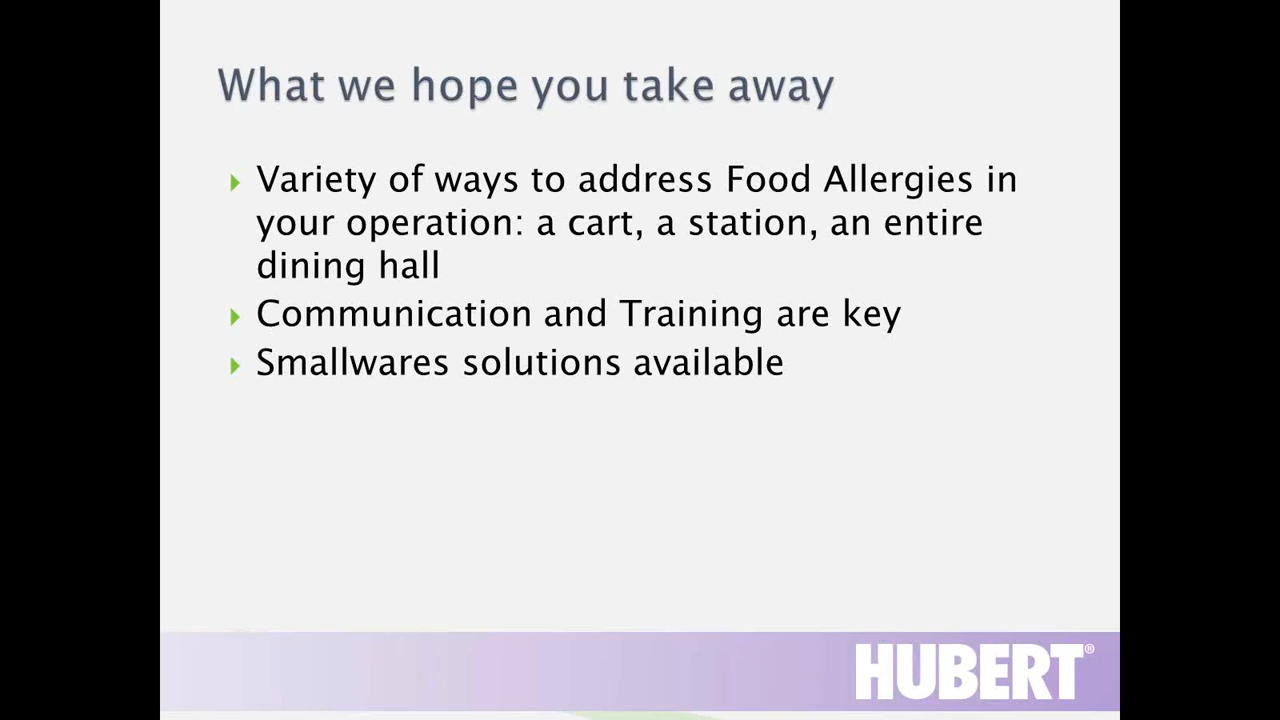 What we hope you take away
Variety of ways to address Food Allergies in
your operation: a cart, a station, an entire
dining hall
Communication and Training are key
Smallwares solutions available
HUBERT®